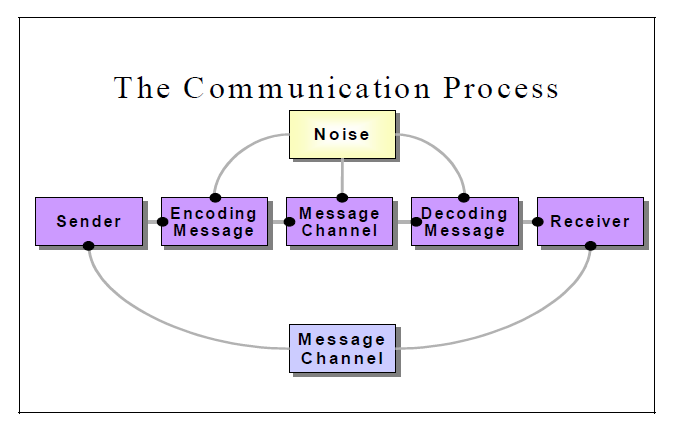 The Communication Process
Noise
Sender
Encoding
Message
Message
Channel
Decoding
Message
Receiver
Message
Channel